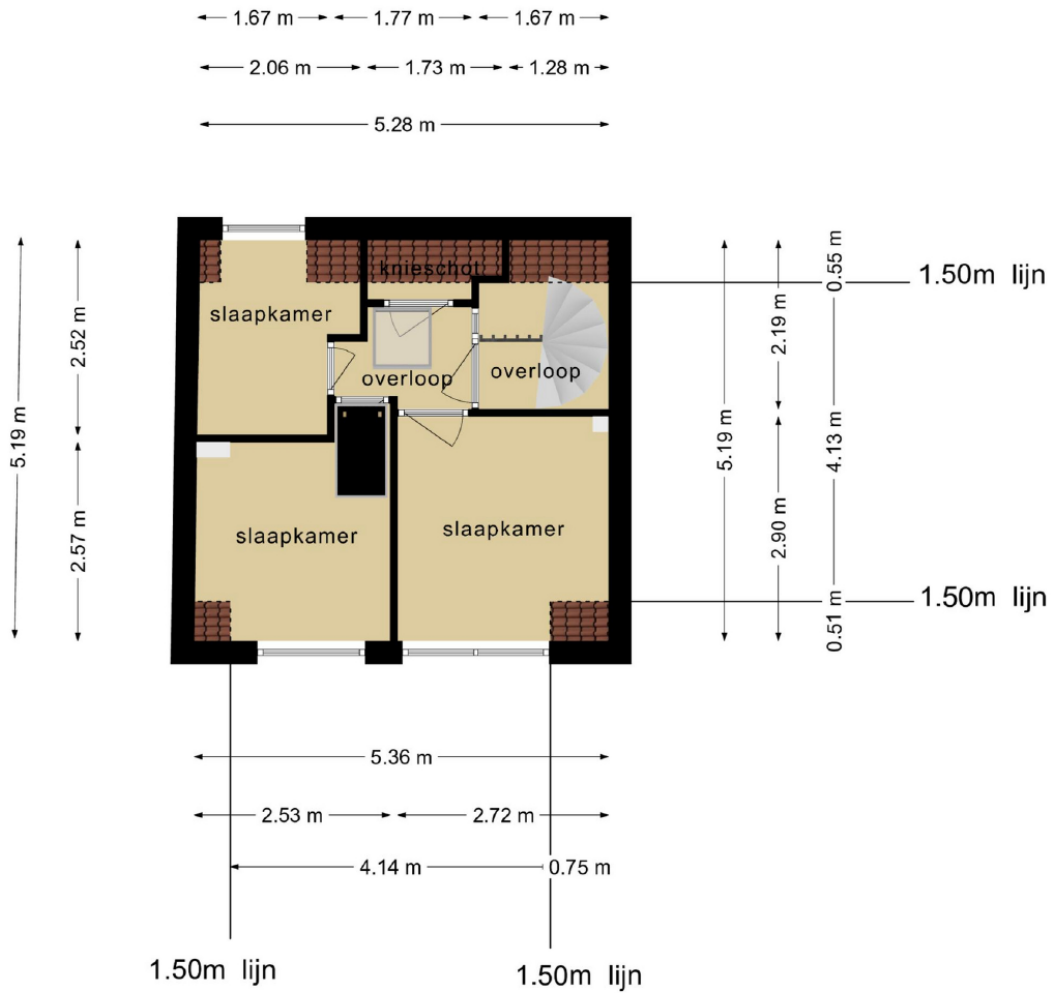 1.67 m 1.77 m 1.67 m
2.06 m 1.73 m 1.28 m
5.28 m
0.55 m
1.50m lijn
knieschot
slaapkamer
2.52 m
2.19 m
overloop
overloop
5.19 m
5.19 m
4.13 m
2.57 m
2.90 m
slaapkamer
slaapkamer
1.50m lijn
0.51 m
5.36 m
2.53 m 2.72 m
4.14 m 0.75 m
1.50m lijn
1.50m lijn